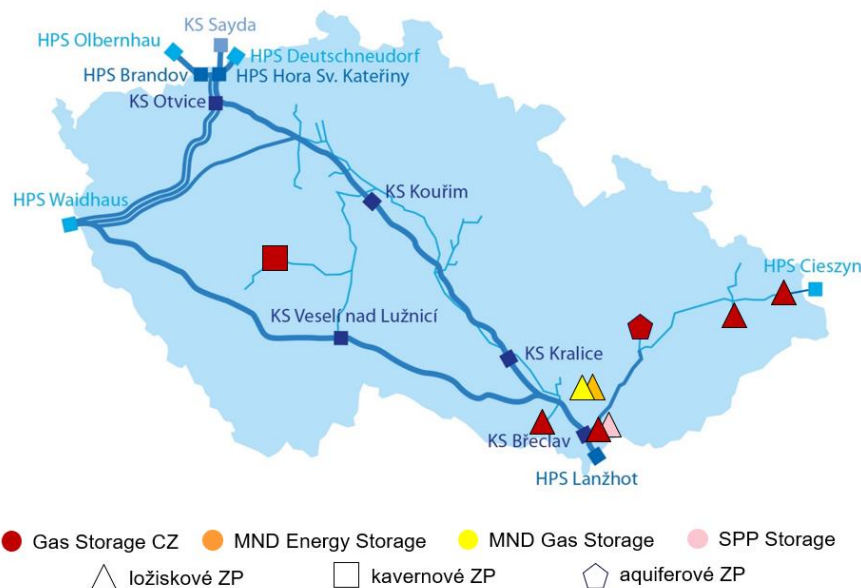 KS Sayda
HPS Olbernhau
HPS Deutschneudorf
HPS Brandov
HPS Hora Sv. Kateřiny
KS Otvice
HPS Waidhaus
KS Kouřim
HPS Cieszyn
KS Veselí nad Lužnicí
KS Kralice
KS Břeclav
HPS Lanžhot
Gas Storage CZ
MND Energy Storage
MND Gas Storage
SPP Storage
ložiskové ZP
kavernové ZP
aquiferové ZP